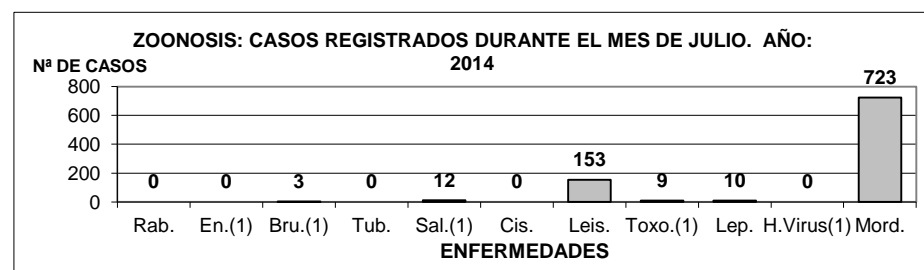 ZOONOSIS: CASOS REGISTRADOS DURANTE EL MES DE JULIO. AÑO:
2014
Nª DE CASOS
800
600
400
200
0
0 0 3 0 12 0 153 9 10 0 723
Rab. En.(1) Bru.(1) Tub. Sal.(1) Cis. Leis. Toxo.(1) Lep. H.Virus(1) Mord.
ENFERMEDADES